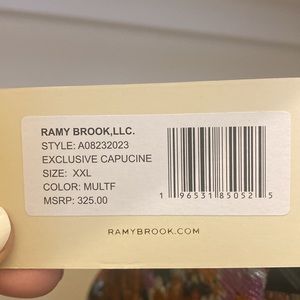 RAMY BROOK,LLC.
STYLE: A08232023
EXCLUSIVE CAPUCINE
SIZE: XXL
COLOR: MULTF
MSRP: 325.00
1 96531 85052 5
RAMYBROOK.COM